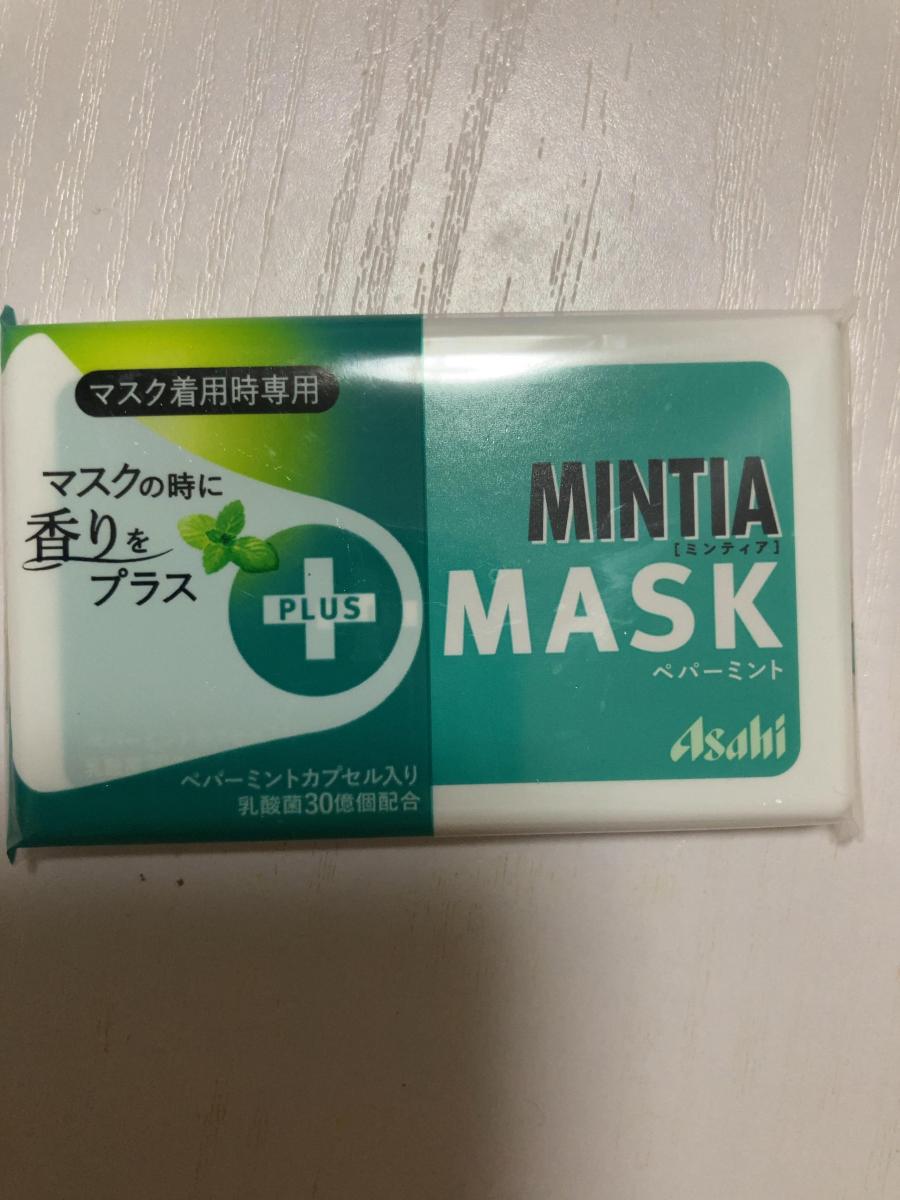 マスク着用時専用
マスクの時に
香りを
プラス
PLUS
ペパーミントカプセル入り
乳酸菌30億個配合
MINTIA
[ミンティア]
MASK
ペパーミント
Asahi